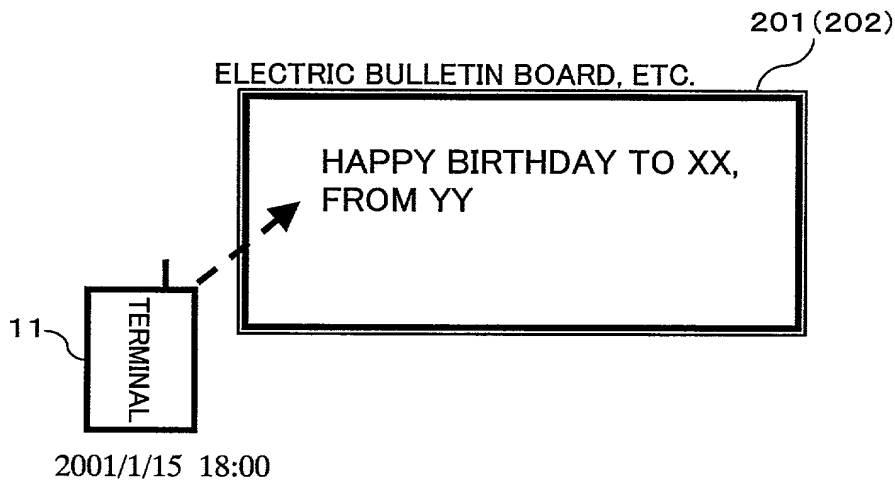 201(202)
ELECTRIC BULLETIN BOARD, ETC.
HAPPY BIRTHDAY TO XX,
FROM YY
11
TERMINAL
2001/1/15 18:00